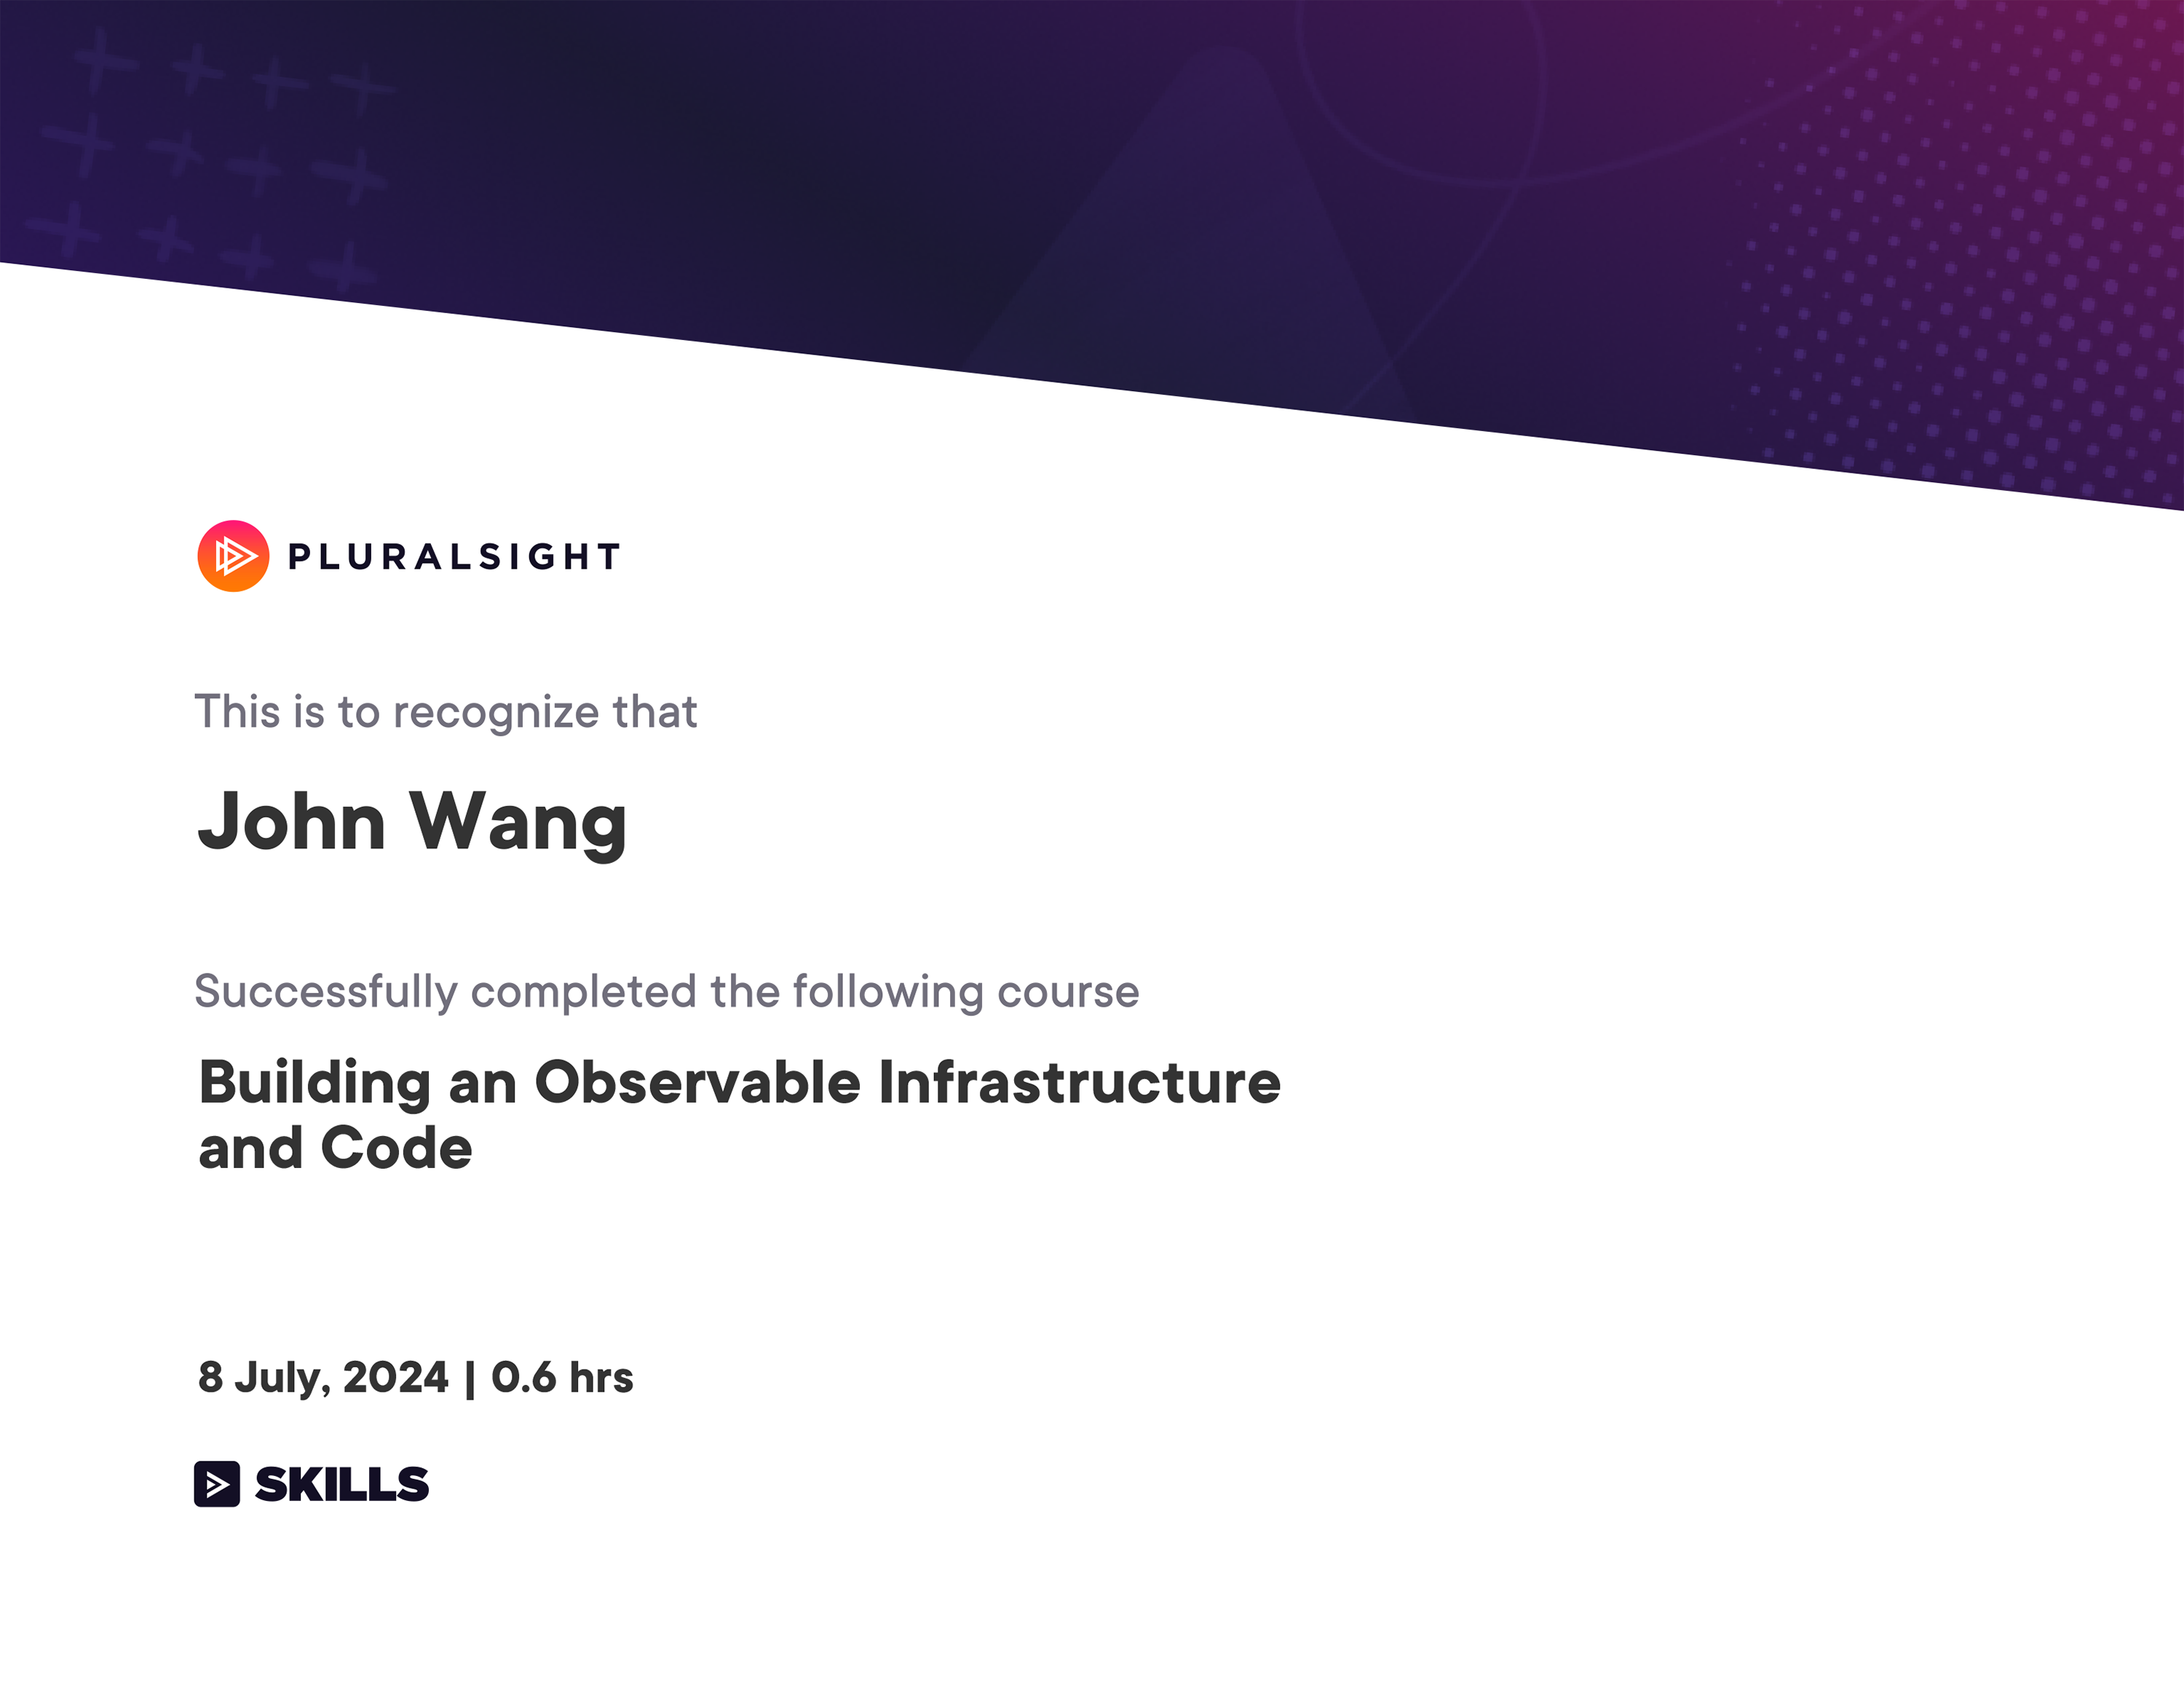 PLURALSIGHT
This is to recognize that
John Wang
Successfully completed the following course
Building an Observable Infrastructure
and Code
8 July, 2024 | 0.6 hrs
SKILLS